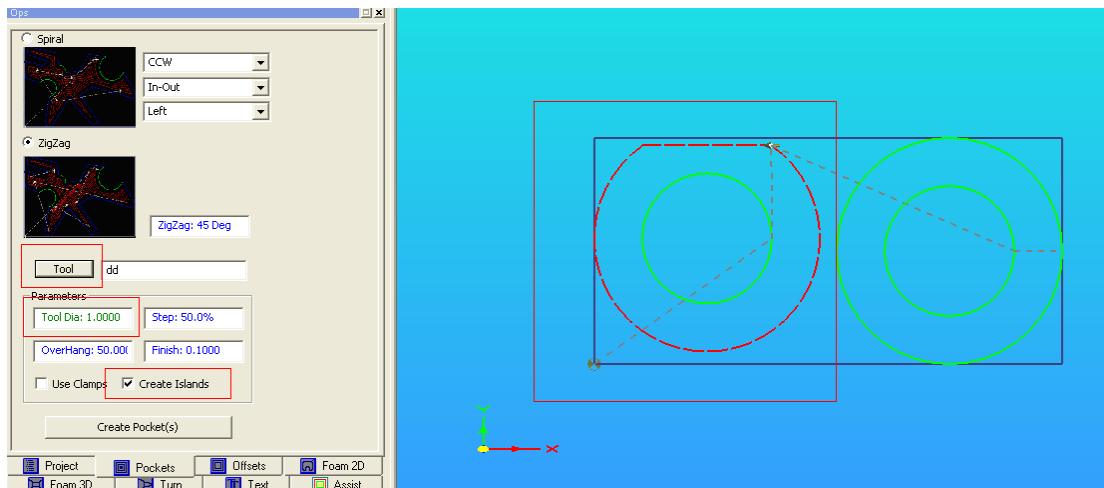 Ops
Spiral
CCW
In-Out
Left
ZigZag
ZigZag: 45 Deg
Tool
dd
Parameters
Tool Dia: 1.0000
Step: 50.0%
OverHang: 50.00(
Finish: 0.1000
Use Clamps
Create Islands
Create Pocket(s)
Project
Pockets
Offsets
Foam 2D
Foam 3D
Turn
Text
Assist
Y
X